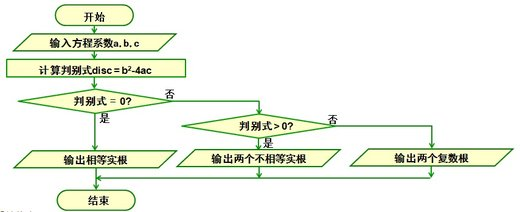 开始
输入方程系数a.b.c
计算判别式disc = b²-4ac
判别式 = 0?
否
是
判别式 > 0?
否
是
输出相等实根
输出两个不相等实根
输出两个复数根
结束